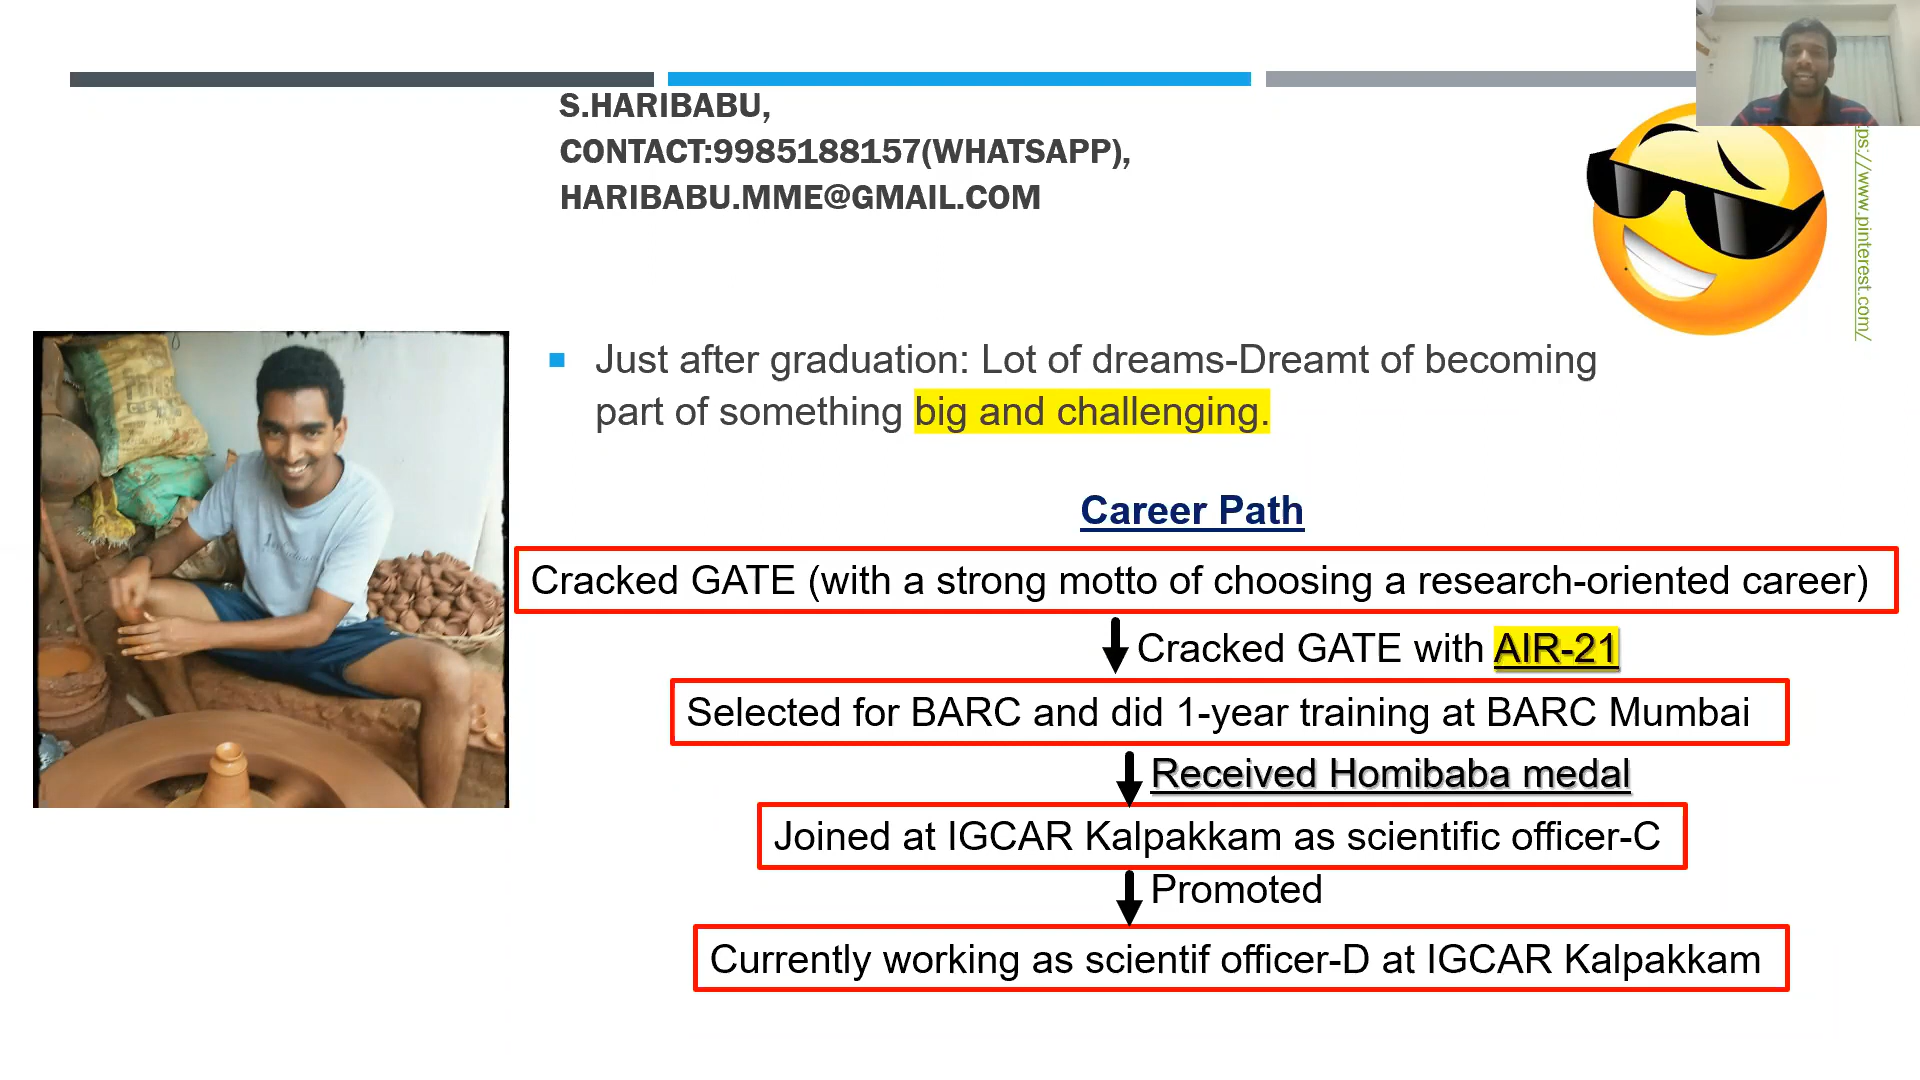 S.HARIBABU,
CONTACT:9985188157(WHATSAPP),
HARIBABU.MME@GMAIL.COM
ps://www.pinterest.com/
Just after graduation: Lot of dreams-Dreamt of becoming
part of something big and challenging.
Career Path
Cracked GATE (with a strong motto of choosing a research-oriented career)
Cracked GATE with AIR-21
Selected for BARC and did 1-year training at BARC Mumbai
Received Homibaba medal
Joined at IGCAR Kalpakkam as scientific officer-C
Promoted
Currently working as scientif officer-D at IGCAR Kalpakkam